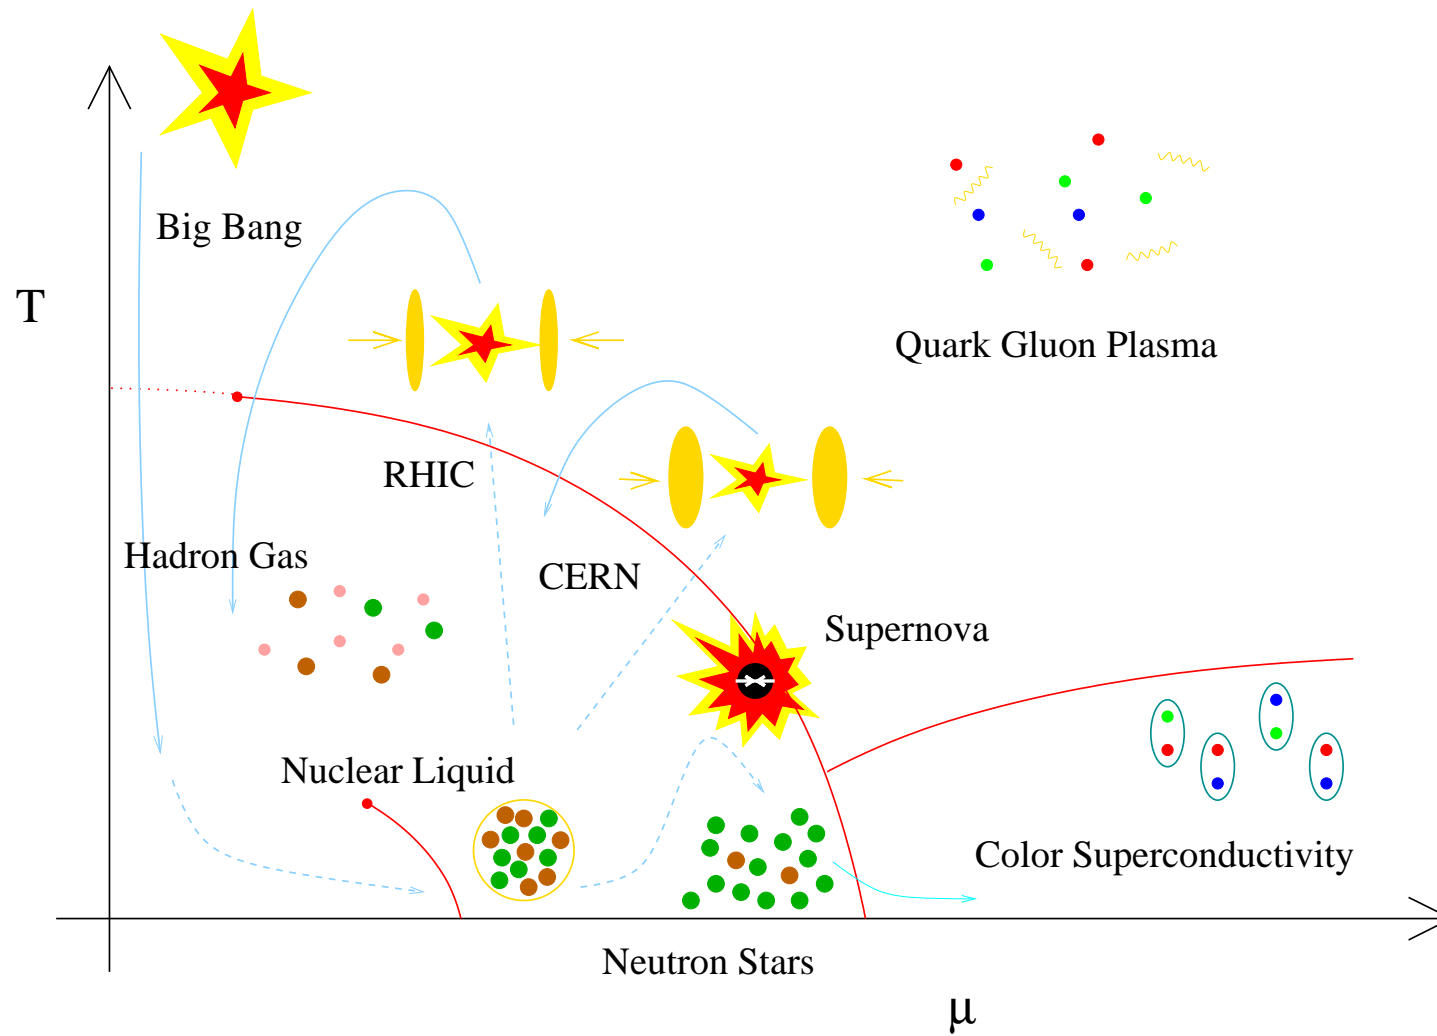 Big Bang
T
Quark Gluon Plasma
RHIC
Hadron Gas
CERN
Supernova
Nuclear Liquid
Color Superconductivity
Neutron Stars
μ